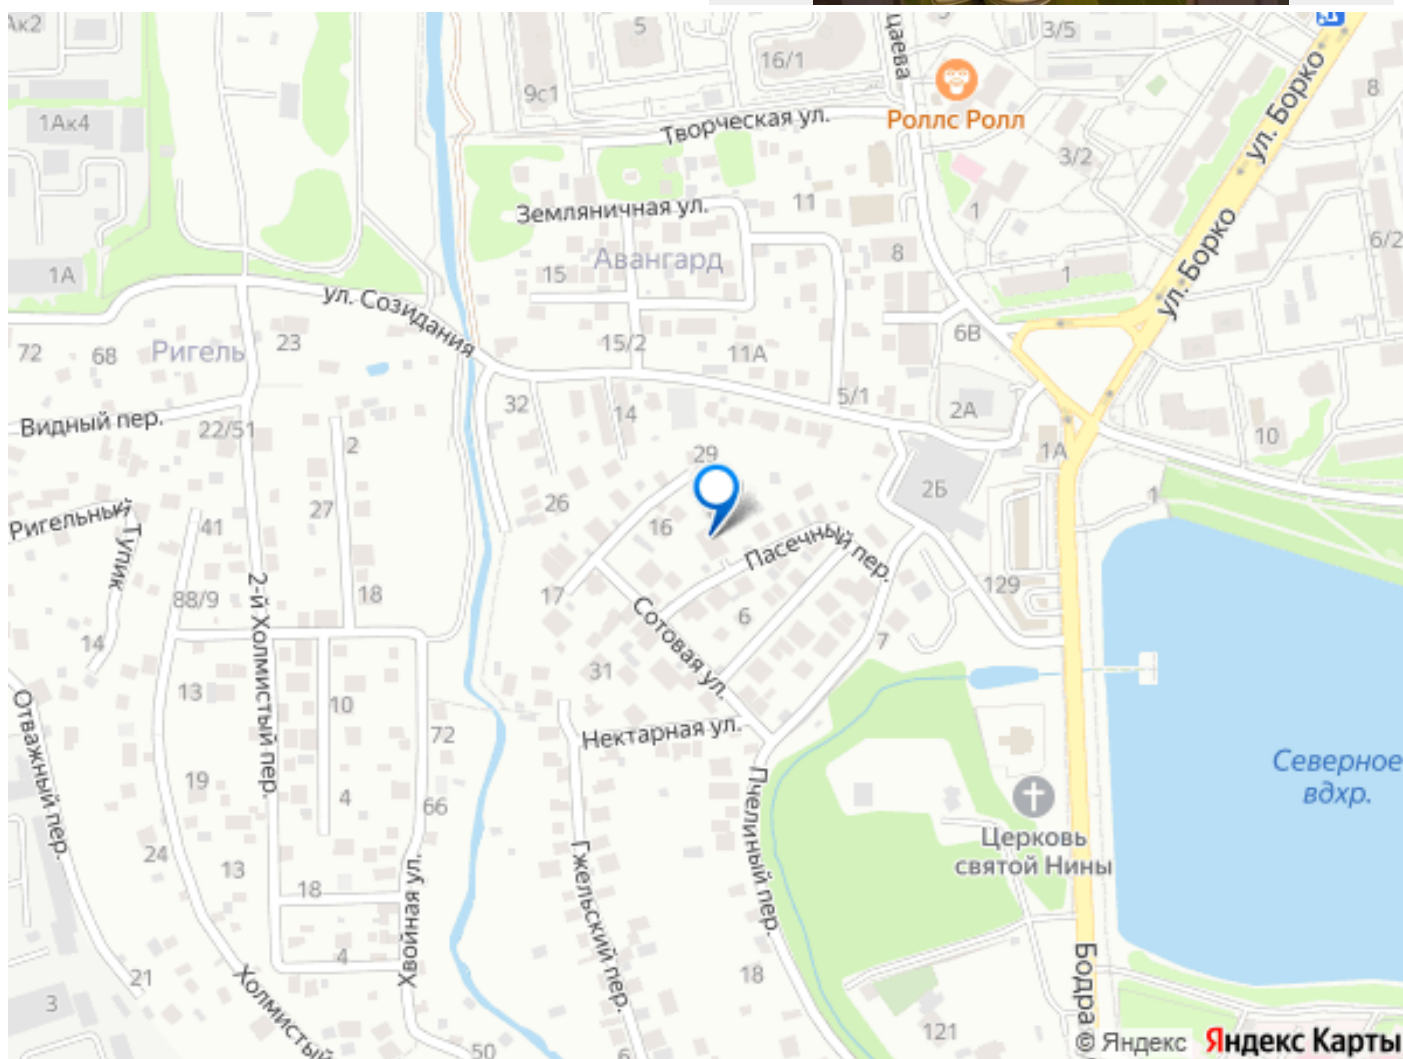 Ак2
5
16/1
цаева
3/5
ул. Борко
8
9с1
1Ак4
Творческая ул.
Роллс Ролл
3/2
Земляничная ул.
11
1
ул. Борко
6/2
1А
15
Авангард
8
1
ул. Созидания
6В
72
68
Ригель
23
15/2
11А
5/1
2А
Видный пер.
22/51
2
32
14
1А
10
29
2Б
1
Тупик
41
27
26
16
Пасечный пер.
2-й Холмистый пер.
88/9
18
17
Сотовая ул.
6
129
7
14
31
13
10
Отважный пер.
72
Нектарная ул.
Северное
вдхр.
19
4
66
Пчелиный пер.
Церковь
святой Нины
24
13
18
Хвойная ул.
Гжельский пер.
4
21
Холмистый
18
Бодра
3
50
6
121
© Яндекс
Яндекс Карты